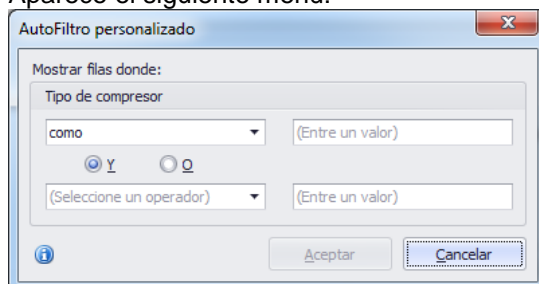 Aparece el siguiente menú:
AutoFiltro personalizado
Mostrar filas donde:
Tipo de compresor
como (Entre un valor)
Y O
(Seleccione un operador) (Entre un valor)
Aceptar Cancelar